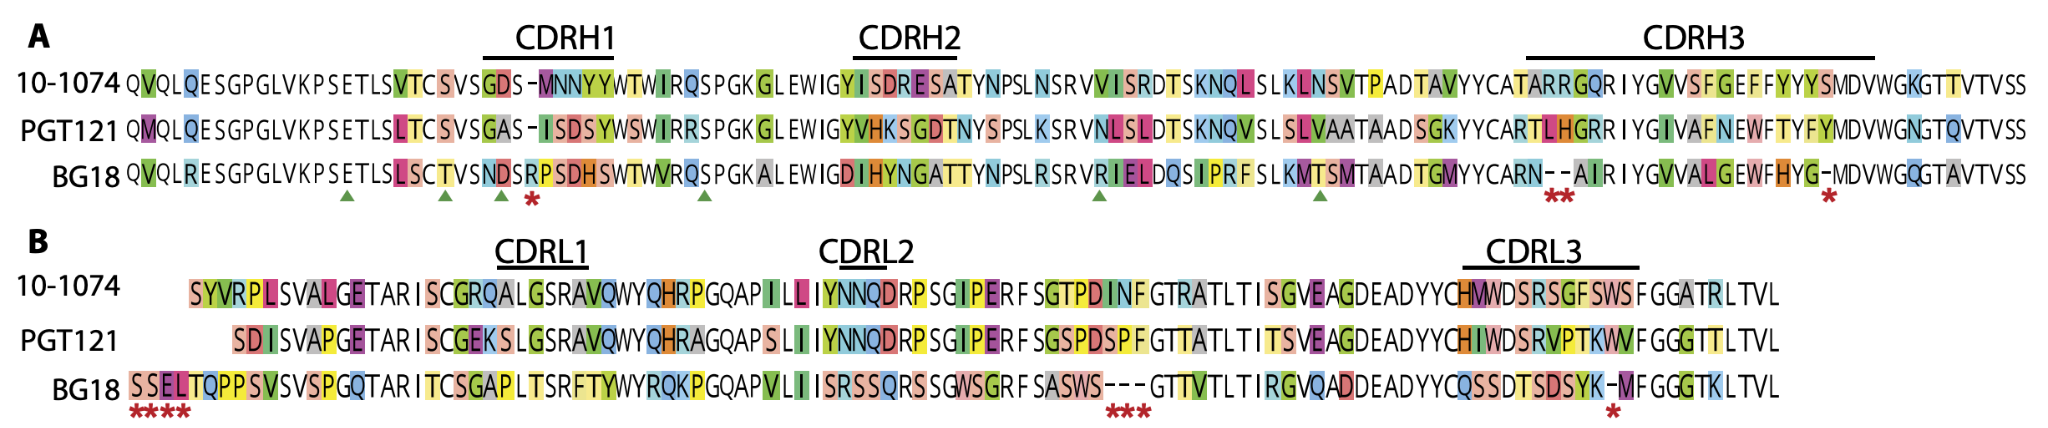 A CDRH1 CDRH2 CDRH3
10-1074 QVQLQESGPGLVKPSETLSVTCSVSGDS-MNNYYWTWIRQSPGKGLEWIGYISDRESATYNPSLNSRVVISRDTSKNQLSLKLNSVTPADTAVYYCATARRGQRIYGVVSFGEFFYYYSMDVWGKGTTVTVSS
PGT121 QMQLQESGPGLVKPSETLSLTCSVSGAS-ISDSYWSWIRRSPGKGLEWIGYVHKSGDTNYSPSLKSRVNLSLDTSKNQVSLSLVAATAADSGKYYCARTLHGRRIYGIVAFNEWFTYFYMDVWGNGTQVTVSS
BG18 QVQLRESGPGLVKPSETLSLSCTVSNDSRPSDHSWTWVRQSPGKALEWIGDIHYNGATTYNPSLRSRVRIELDQSIPRFSLKMTSMTAADTGMYYCARN--AIRIYGVVALGEWFHYG-MDVWGQGTAVTVSS
* ** *
B CDRL1 CDRL2 CDRL3
10-1074 SYVRPLSVALGETARISCGRQALGSRAVQWYQHRPGQAPILLIYNNQDRPSGIPERFSGTPDINFGTRATLTISGVEAGDEADYYCHMWDSRSGFSWSFGGATRLTVL
PGT121 SDISVAPGETARISCGEKSLGSRAVQWYQHRAGQAPSLIIYNNQDRPSGIPERFSGSPDSPFGTTATLTITSVEAGDEADYYCHIWDSRVPTKWVFGGGTTLTVL
BG18 SSELTQPPSVSVSPGQTARITCSGAPLTSRFTYWYRQKPGQAPVLIISRSSQRSSGWSGRFSASWS---GTTVTLTIRGVQADDEADYYCQSSDTSDSYK-MFGGGTKLTVL
**** *** *